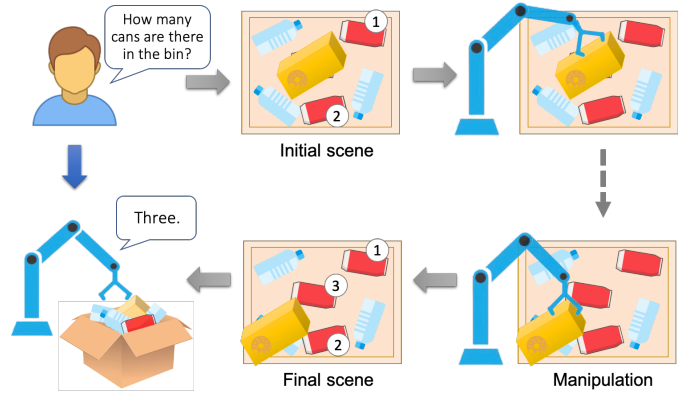 How many
cans are there
in the bin?
1
2
Initial scene
Three.
1
3
2
Final scene
Manipulation